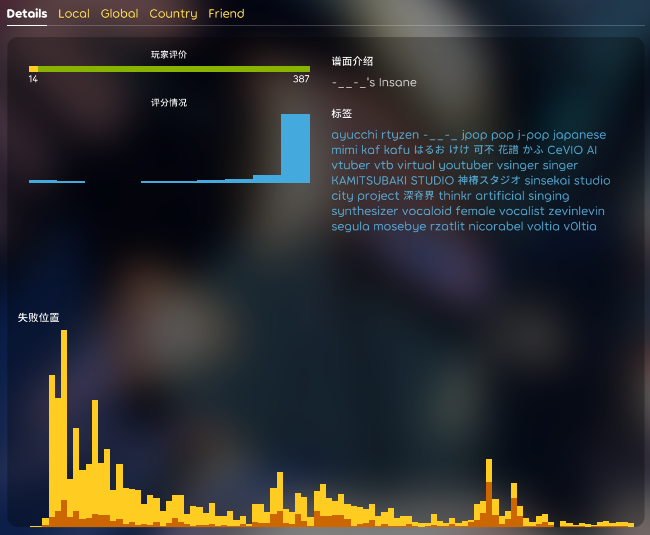 Details Local Global Country Friend
玩家评价
14 387
评分情况
谱面介绍
-__-_'s Insane
标签
ayucchi rtyzen -__-_ jpop pop j-pop japanese
mimi kaf kafu はるお けけ 可不 花譜 かふ CeVIO AI
vtuber vtb virtual youtuber vsinger singer
KAMITSUBAKI STUDIO 神椿スタジオ sinsekai studio
city project 深脊界 thinkr artificial singing
synthesizer vocaloid female vocalist zevinlevin
segula mosebye rzatlit nicorabel voltia v0ltia
失败位置